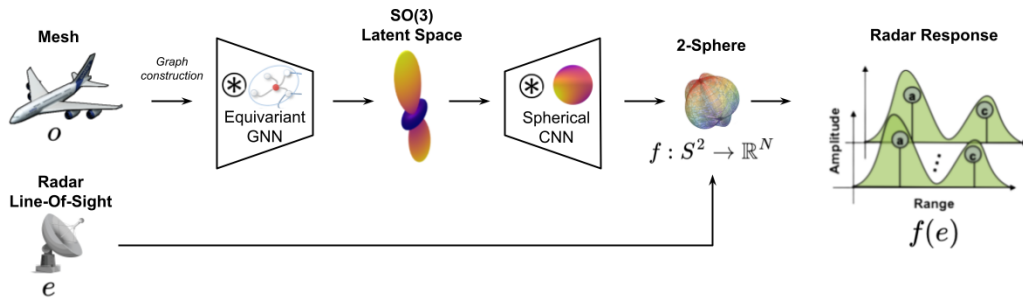 Mesh
o
Graph
construction
Equivariant
GNN
SO(3)
Latent Space
Spherical
CNN
2-Sphere
f : S² → ℝᴺ
Radar
Line-Of-Sight
e
Radar Response
Amplitude
a
c
a
c
Range
f(e)